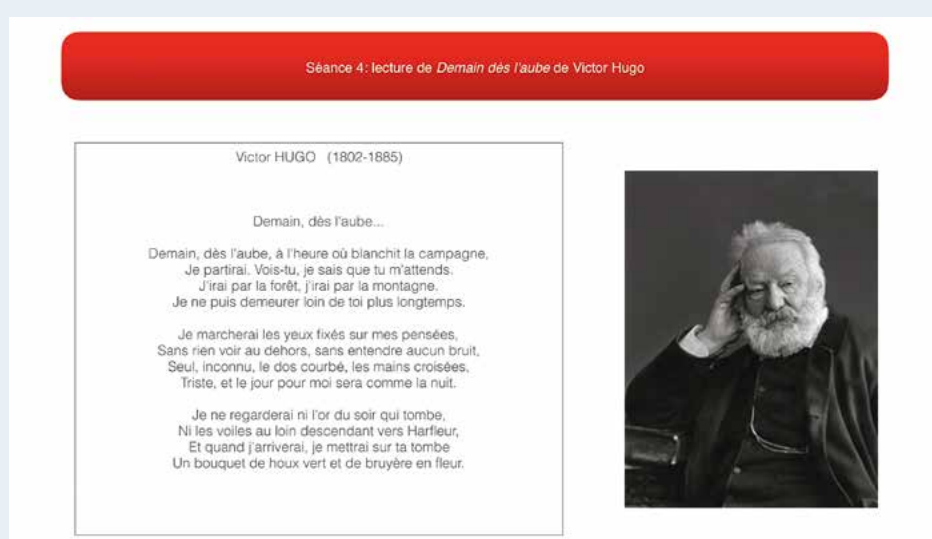 Séance 4: lecture de Demain dès l'aube de Victor Hugo
Victor HUGO (1802-1885)
Demain, dès l'aube...
Demain, dès l'aube, à l'heure où blanchit la campagne,
Je partirai. Vois-tu, je sais que tu m'attends.
J'irai par la forêt, j'irai par la montagne.
Je ne puis demeurer loin de toi plus longtemps.
Je marcherai les yeux fixés sur mes pensées,
Sans rien voir au dehors, sans entendre aucun bruit,
Seul, inconnu, le dos courbé, les mains croisées,
Triste, et le jour pour moi sera comme la nuit.
Je ne regarderai ni l'or du soir qui tombe,
Ni les voiles au loin descendant vers Harfleur,
Et quand j'arriverai, je mettrai sur ta tombe
Un bouquet de houx vert et de bruyère en fleur.